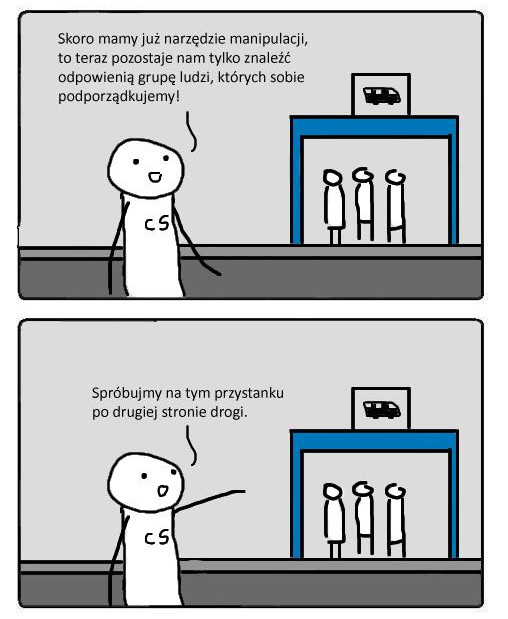 Skoro mamy już narzędzie manipulacji,
to teraz pozostaje nam tylko znaleźć
odpowienią grupę ludzi, których sobie
podporządkujemy!
CS
Spróbujmy na tym przystanku
po drugiej stronie drogi.
CS